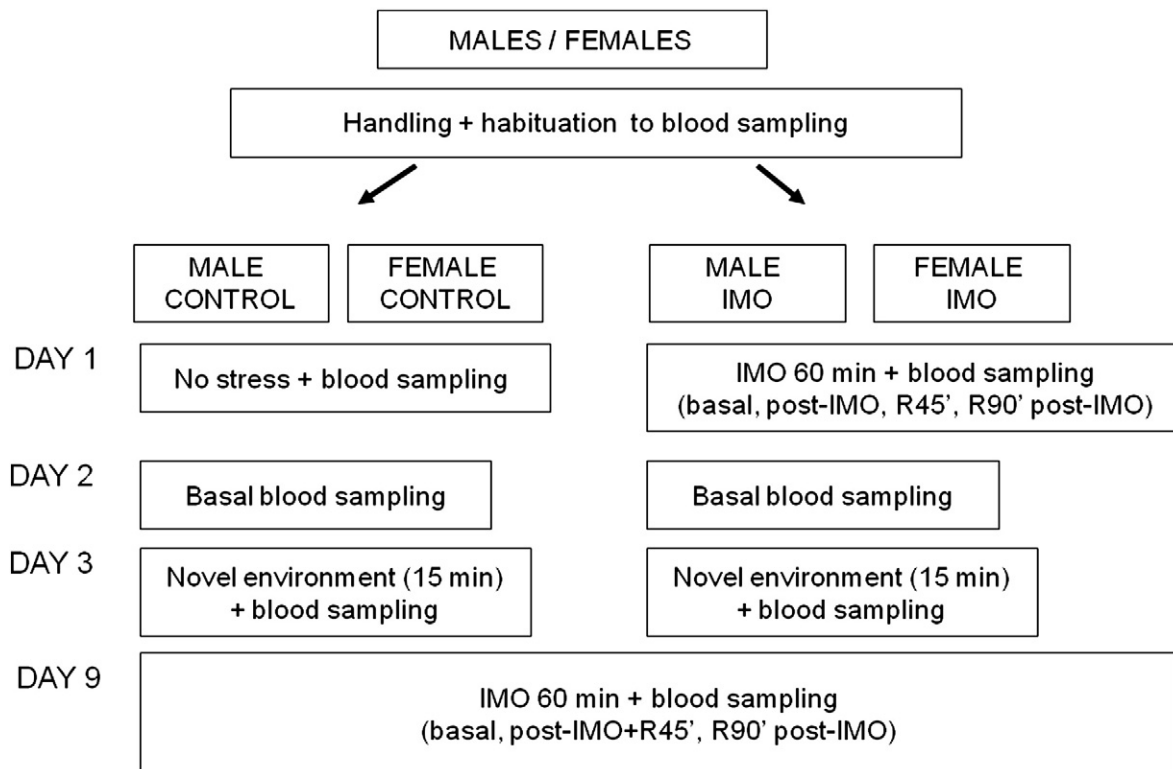 MALES / FEMALES
Handling + habituation to blood sampling
MALE
CONTROL
FEMALE
CONTROL
MALE
IMO
FEMALE
IMO
DAY 1
No stress + blood sampling
IMO 60 min + blood sampling
(basal, post-IMO, R45’, R90’ post-IMO)
DAY 2
Basal blood sampling
Basal blood sampling
DAY 3
Novel environment (15 min)
+ blood sampling
Novel environment (15 min)
+ blood sampling
DAY 9
IMO 60 min + blood sampling
(basal, post-IMO+R45’, R90’ post-IMO)